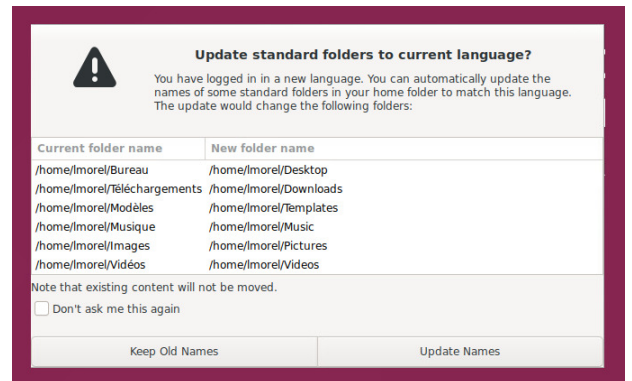 Update standard folders to current language?
You have logged in in a new language. You can automatically update the
names of some standard folders in your home folder to match this language.
The update would change the following folders:
Current folder name New folder name
/home/lmorel/Bureau /home/lmorel/Desktop
/home/lmorel/Téléchargements /home/lmorel/Downloads
/home/lmorel/Modèles /home/lmorel/Templates
/home/lmorel/Musique /home/lmorel/Music
/home/lmorel/Images /home/lmorel/Pictures
/home/lmorel/Vidéos /home/lmorel/Videos
Note that existing content will not be moved.
Don't ask me this again
Keep Old Names Update Names